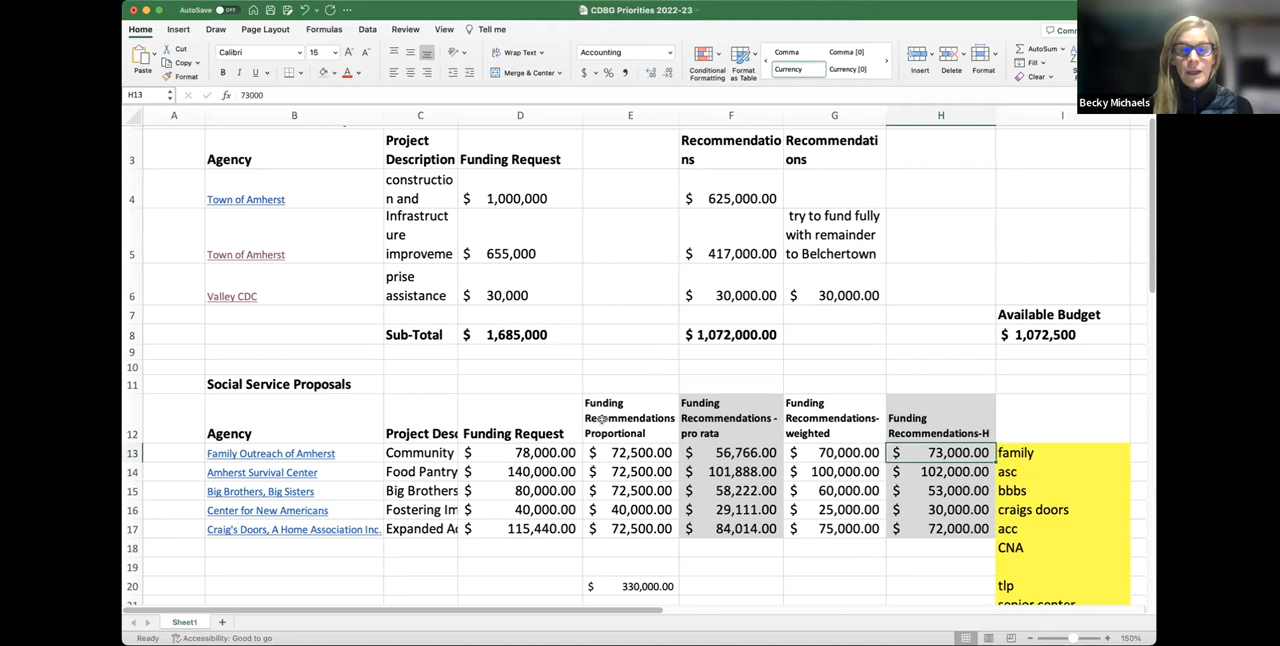 AutoSave OFF
CDBG Priorities 2022-23
Home Insert Draw Page Layout Formulas Data Review View Tell me
Cut
Copy
Format
Paste
Calibri 15
B I U
Wrap Text
Merge & Center
Accounting
$ % ,
Conditional Formatting
Format as Table
Comma Comma [0]
Currency Currency [0]
Insert Delete Format
AutoSum
Fill
Clear
Becky Michaels
H13 fx 73000
A B C D E F G H I
3 Agency Project Description Funding Request Recommendatio ns Recommendati ons
4 Town of Amherst constructio n and $ 1,000,000 $ 625,000.00
5 Town of Amherst Infrastruct ure improveme $ 655,000 $ 417,000.00 try to fund fully with remainder to Belchertown
6 Valley CDC prise assistance $ 30,000 $ 30,000.00 $ 30,000.00
7 Available Budget
8 Sub-Total $ 1,685,000 $ 1,072,000.00 $ 1,072,500
9
10
11 Social Service Proposals
12 Agency Project Desc Funding Request Funding Recommendations Proportional Funding Recommendations - pro rata Funding Recommendations- weighted Funding Recommendations-H
13 Family Outreach of Amherst Community $ 78,000.00 $ 72,500.00 $ 56,766.00 $ 70,000.00 $ 73,000.00 family
14 Amherst Survival Center Food Pantry $ 140,000.00 $ 72,500.00 $ 101,888.00 $ 100,000.00 $ 102,000.00 asc
15 Big Brothers, Big Sisters Big Brothers $ 80,000.00 $ 72,500.00 $ 58,222.00 $ 60,000.00 $ 53,000.00 bbbs
16 Center for New Americans Fostering Im $ 40,000.00 $ 40,000.00 $ 29,111.00 $ 25,000.00 $ 30,000.00 craigs doors
17 Craig's Doors, A Home Association Inc. Expanded Ac $ 115,440.00 $ 72,500.00 $ 84,014.00 $ 75,000.00 $ 72,000.00 acc
18 CNA
19
20 $ 330,000.00 tlp
senior center
Sheet1 +
Ready Accessibility: Good to go 150%